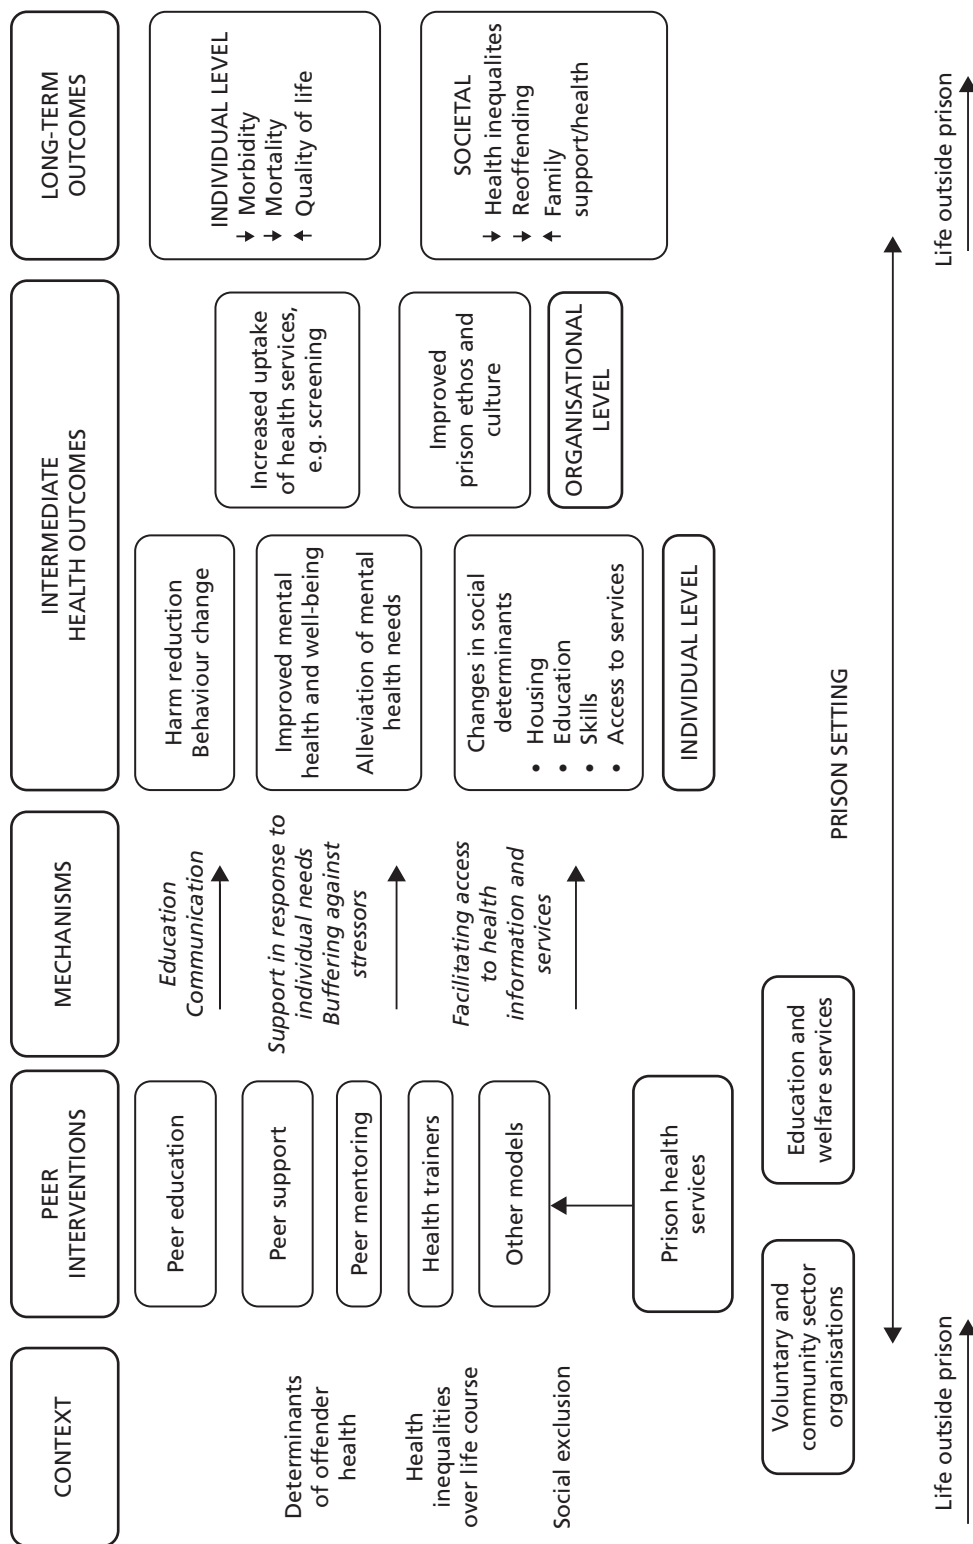 CONTEXT
Determinants
of offender
health
Health
inequalities
over life course
Social exclusion
PEER
INTERVENTIONS
Peer education
Peer support
Peer mentoring
Health trainers
Other models
Prison health
services
Voluntary and
community sector
organisations
Education and
welfare services
MECHANISMS
Education
Communication
Support in response to
individual needs
Buffering against
stressors
Facilitating access
to health
information and
services
INTERMEDIATE
HEALTH OUTCOMES
Harm reduction
Behaviour change
Improved mental
health and well-being
Alleviation of mental
health needs
Changes in social
determinants
• Housing
• Education
• Skills
• Access to services
INDIVIDUAL LEVEL
Increased uptake
of health services,
e.g. screening
Improved
prison ethos and
culture
ORGANISATIONAL
LEVEL
LONG-TERM
OUTCOMES
INDIVIDUAL LEVEL
↓ Morbidity
↓ Mortality
↑ Quality of life
SOCIETAL
↓ Health inequalites
↓ Reoffending
↑ Family
support/health
PRISON SETTING
Life outside prison
Life outside prison